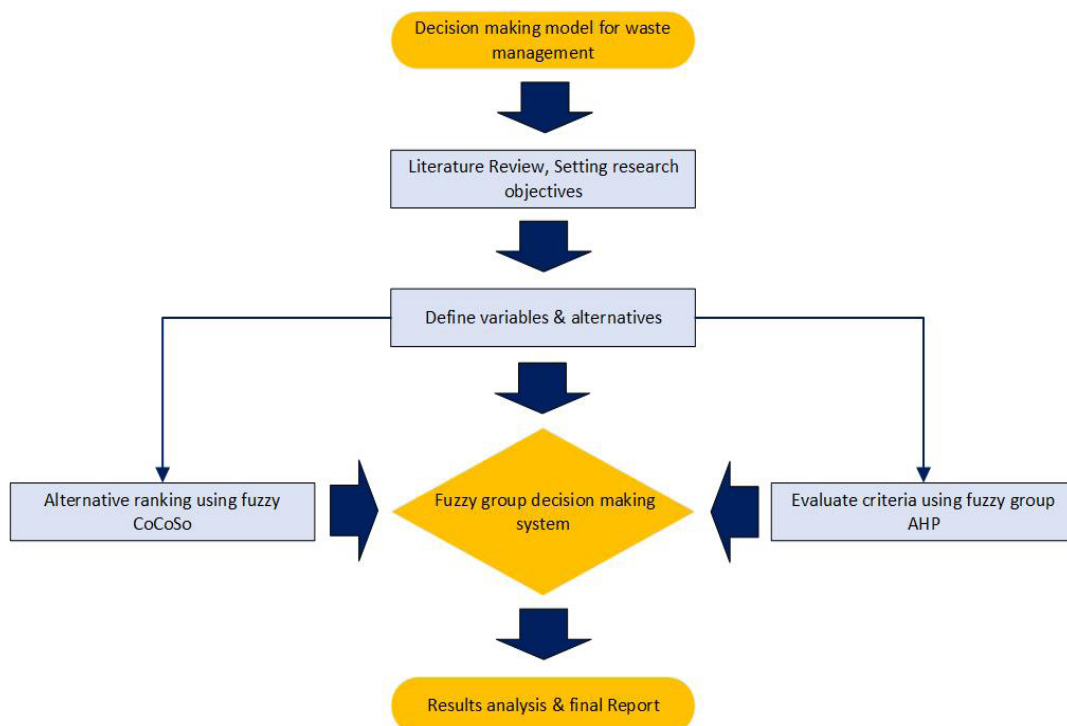 Decision making model for waste
management
Literature Review, Setting research
objectives
Define variables & alternatives
Alternative ranking using fuzzy
CoCoSo
Fuzzy group decision making
system
Evaluate criteria using fuzzy group
AHP
Results analysis & final Report